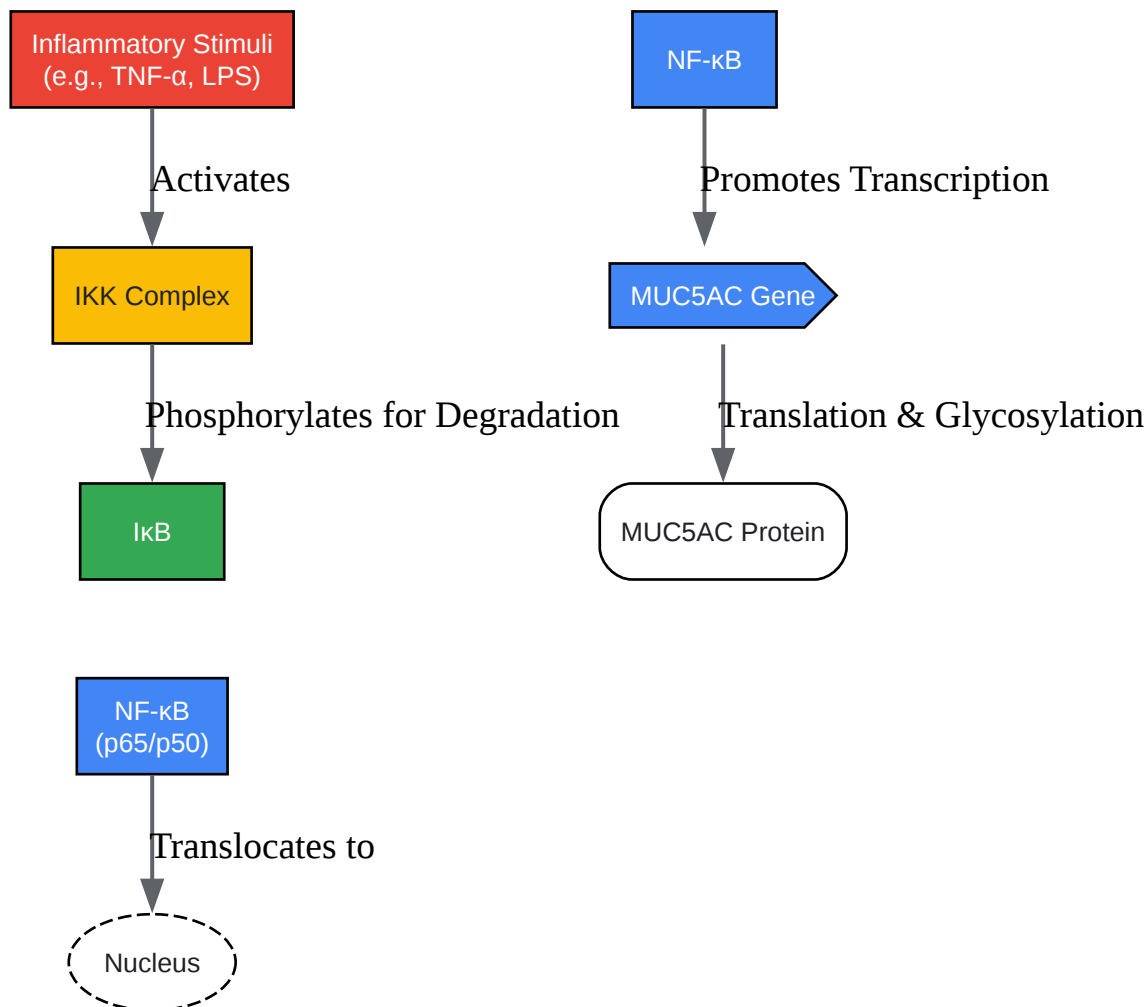 Inflammatory Stimuli
(e.g., TNF-α, LPS)
Activates
IKK Complex
Phosphorylates for Degradation
IκB
NF-κB
(p65/p50)
Translocates to
Nucleus
NF-κB
Promotes Transcription
MUC5AC Gene
Translation & Glycosylation
MUC5AC Protein